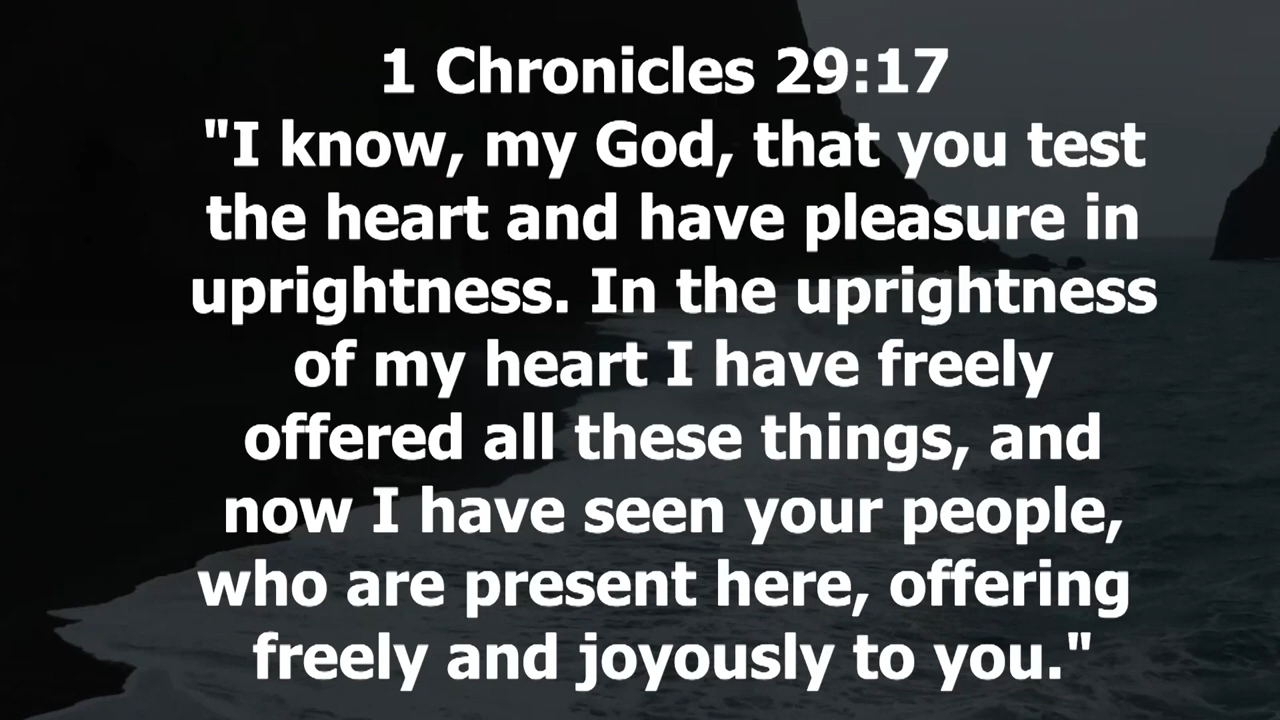 1 Chronicles 29:17
"I know, my God, that you test
the heart and have pleasure in
uprightness. In the uprightness
of my heart I have freely
offered all these things, and
now I have seen your people,
who are present here, offering
freely and joyously to you."